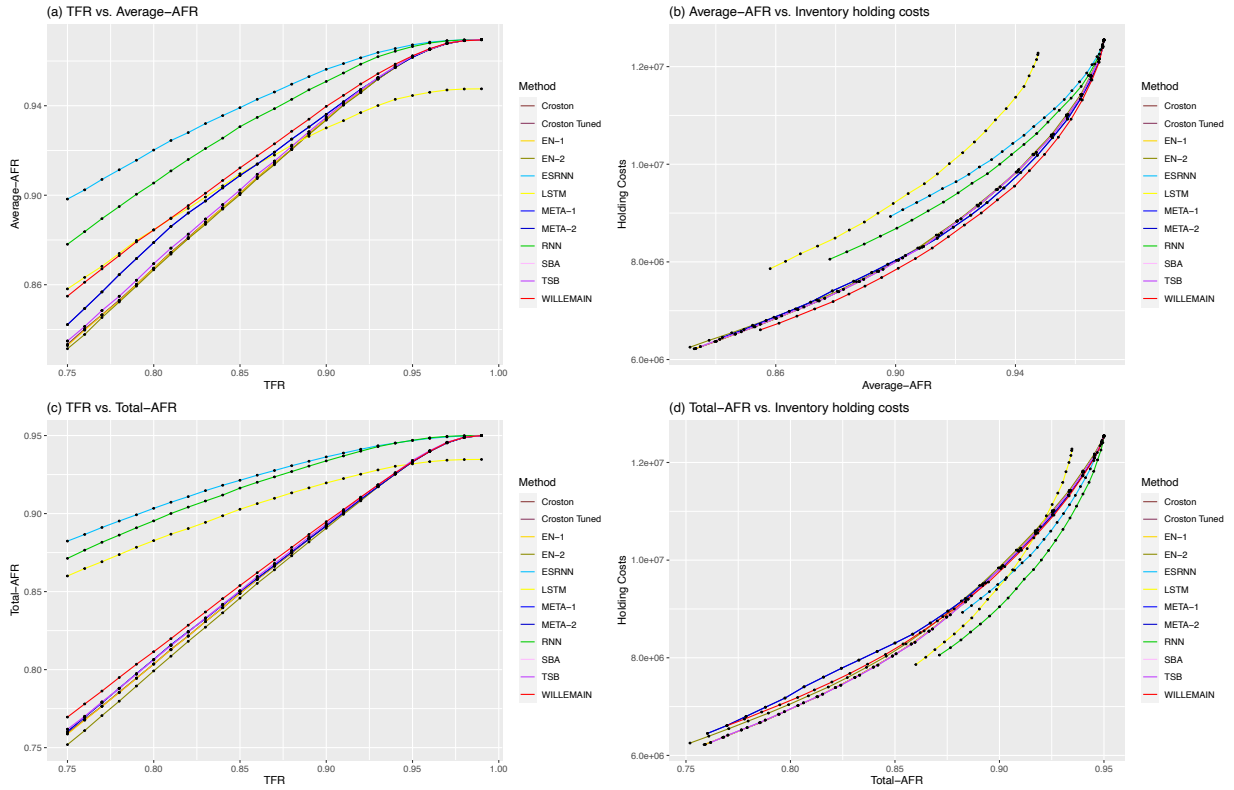 (a) TFR vs. Average−AFR
0.94
0.90
0.86
Average−AFR
0.75
0.80
0.85
0.90
0.95
1.00
TFR
Method
Croston
Croston Tuned
EN−1
EN−2
ESRNN
LSTM
META−1
META−2
RNN
SBA
TSB
WILLEMAIN
(b) Average−AFR vs. Inventory holding costs
1.2e+07
1.0e+07
8.0e+06
6.0e+06
Holding Costs
0.86
0.90
0.94
Average−AFR
Method
Croston
Croston Tuned
EN−1
EN−2
ESRNN
LSTM
META−1
META−2
RNN
SBA
TSB
WILLEMAIN
(c) TFR vs. Total−AFR
0.95
0.90
0.85
0.80
0.75
Total−AFR
0.75
0.80
0.85
0.90
0.95
1.00
TFR
Method
Croston
Croston Tuned
EN−1
EN−2
ESRNN
LSTM
META−1
META−2
RNN
SBA
TSB
WILLEMAIN
(d) Total−AFR vs. Inventory holding costs
1.2e+07
1.0e+07
8.0e+06
6.0e+06
Holding Costs
0.75
0.80
0.85
0.90
0.95
Total−AFR
Method
Croston
Croston Tuned
EN−1
EN−2
ESRNN
LSTM
META−1
META−2
RNN
SBA
TSB
WILLEMAIN